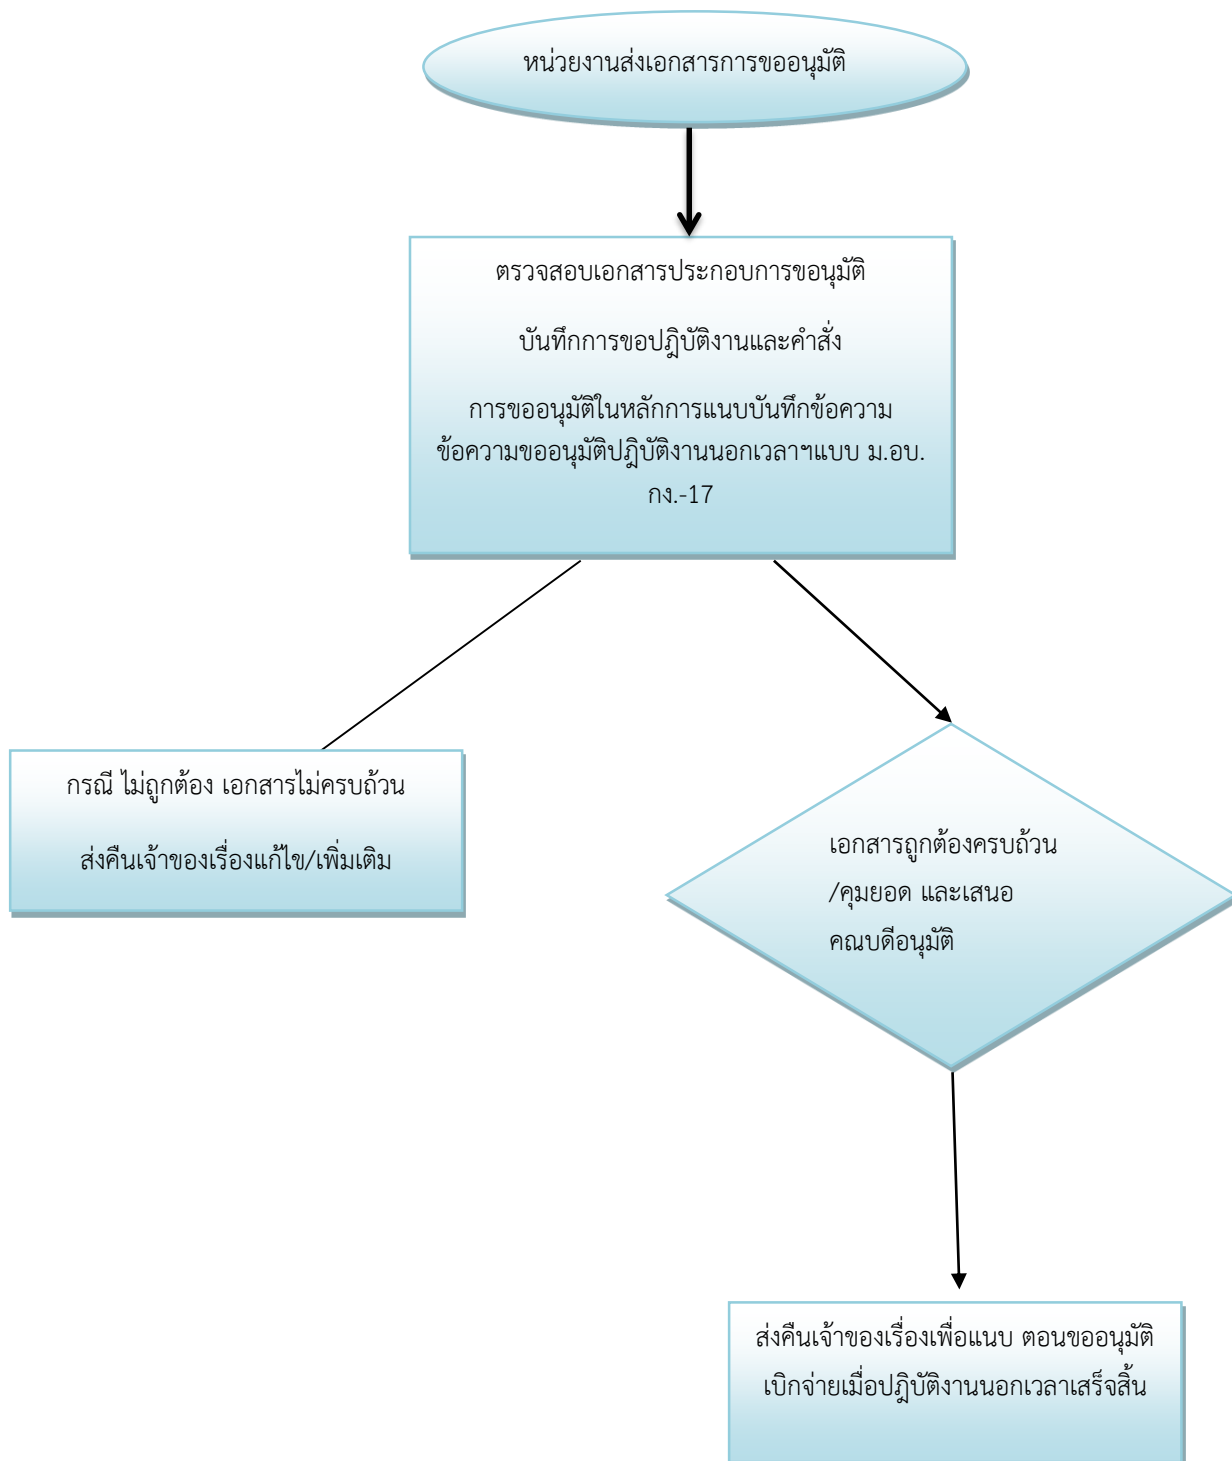 หน่วยงานส่งเอกสารการขออนุมัติ
ตรวจสอบเอกสารประกอบการขอนุมัติ
บันทึกการขอปฎิบัติงานและคำสั่ง
การขออนุมัติในหลักการแนบบันทึกข้อความ
ข้อความขออนุมัติปฎิบัติงานนอกเวลาฯแบบ ม.อบ.
กง.-17
กรณี ไม่ถูกต้อง เอกสารไม่ครบถ้วน
ส่งคืนเจ้าของเรื่องแก้ไข/เพิ่มเติม
เอกสารถูกต้องครบถ้วน
/คุมยอด และเสนอ
คณบดีอนุมัติ
ส่งคืนเจ้าของเรื่องเพื่อแนบ ตอนขออนุมัติ
เบิกจ่ายเมื่อปฎิบัติงานนอกเวลาเสร็จสิ้น